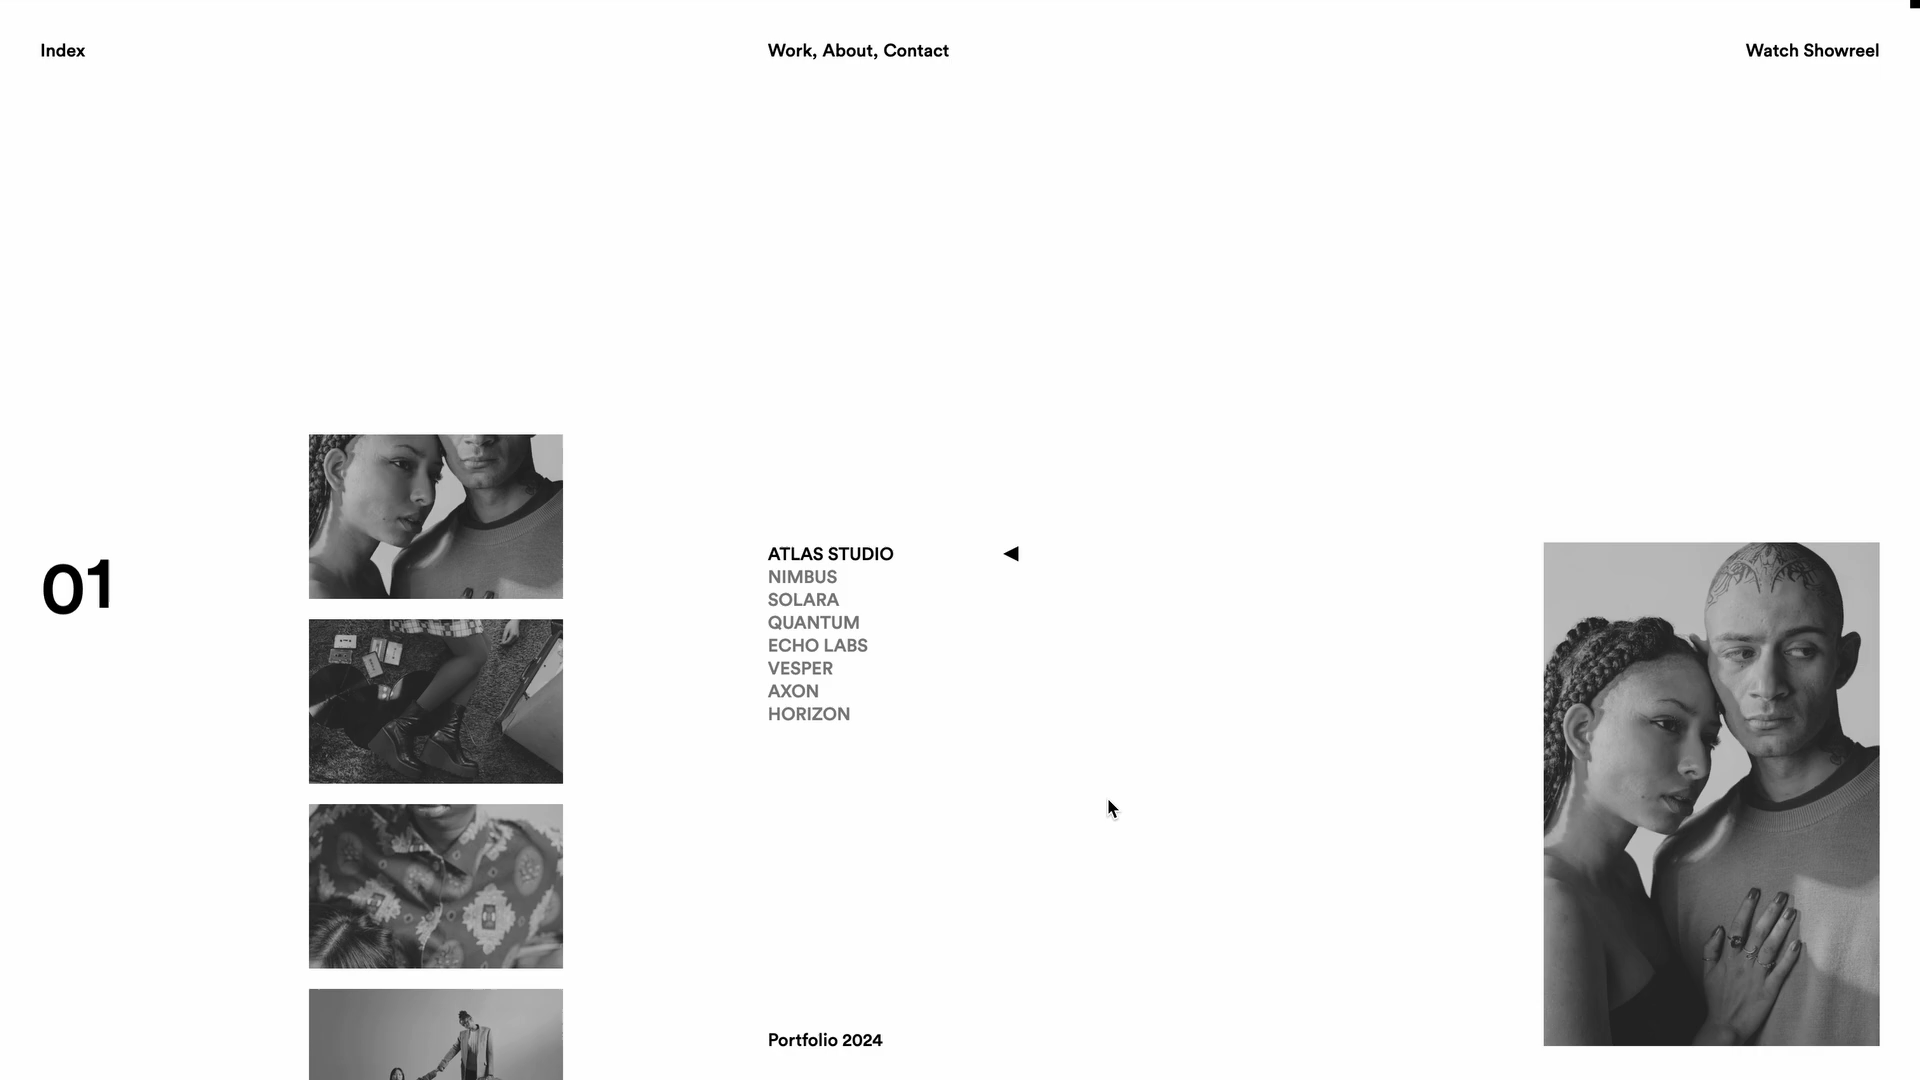 Index
Work, About, Contact
Watch Showreel
01
ATLAS STUDIO
NIMBUS
SOLARA
QUANTUM
ECHO LABS
VESPER
AXON
HORIZON
Portfolio 2024